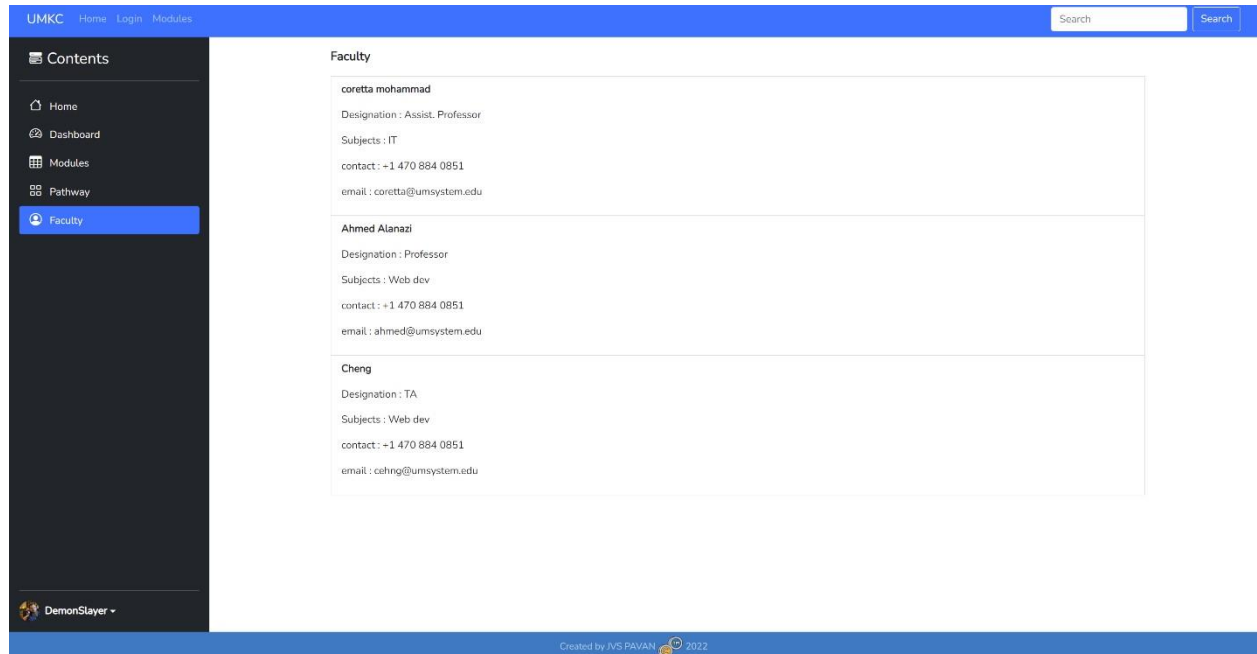 UMKC Home Login Modules Search Search
Contents
Home
Dashboard
Modules
Pathway
Faculty
DemonSlayer
Faculty
coretta mohammad
Designation : Assist. Professor
Subjects : IT
contact : +1 470 884 0851
email : coretta@umsystem.edu
Ahmed Alanazi
Designation : Professor
Subjects : Web dev
contact : +1 470 884 0851
email : ahmed@umsystem.edu
Cheng
Designation : TA
Subjects : Web dev
contact : +1 470 884 0851
email : cehng@umsystem.edu
Created by JVS PAVAN 2022